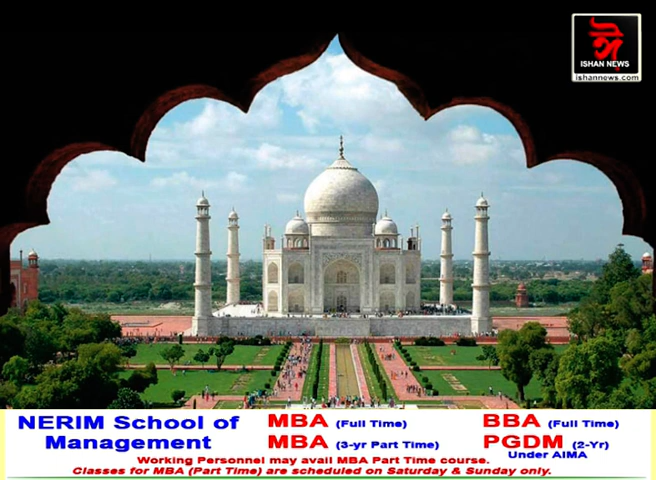 ই
ISHAN NEWS
ishannews.com
NERIM School of Management
MBA (Full Time)
BBA (Full Time)
MBA (3-yr Part Time)
PGDM (2-Yr)
Under AIMA
Working Personnel may avail MBA Part Time course.
Classes for MBA (Part Time) are scheduled on Saturday & Sunday only.